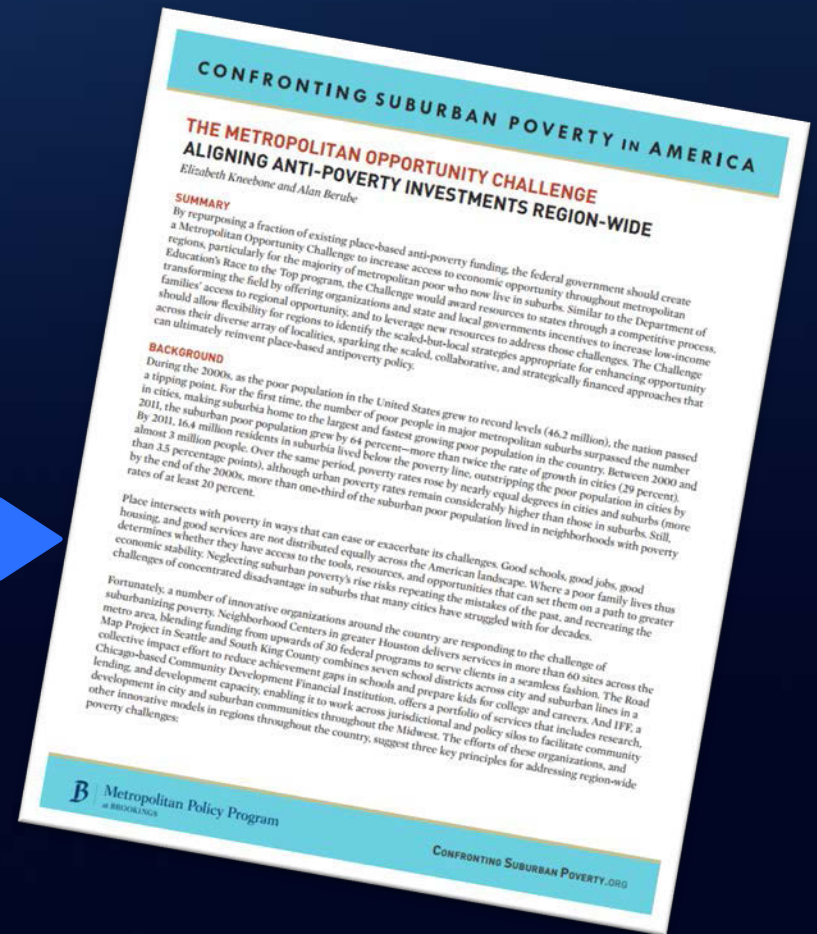 CONFRONTING SUBURBAN POVERTY IN AMERICA
THE METROPOLITAN OPPORTUNITY CHALLENGE
ALIGNING ANTI-POVERTY INVESTMENTS REGION-WIDE
Elizabeth Kneebone and Alan Berube
SUMMARY
By repurposing a fraction of existing place-based anti-poverty funding, the federal government should create
a Metropolitan Opportunity Challenge to increase access to economic opportunity throughout metropolitan
regions, particularly for the majority of metropolitan poor who now live in suburbs. Similar to the Department of
Education's Race to the Top program, the Challenge would award resources to states through a competitive process,
transforming the field by offering organizations and state and local governments incentives to increase low-income
families' access to regional opportunity, and to leverage new resources to address those challenges. The Challenge
should allow flexibility for regions to identify the scaled-but-local strategies appropriate for enhancing opportunity
across their diverse array of localities, sparking the scaled, collaborative, and strategically financed approaches that
can ultimately reinvent place-based antipoverty policy.
BACKGROUND
During the 2000s, as the poor population in the United States grew to record levels (46.2 million), the nation passed
a tipping point. For the first time, the number of poor people in major metropolitan suburbs surpassed the number
in cities, making suburbia home to the largest and fastest growing poor population in the country. Between 2000 and
2011, the suburban poor population grew by 64 percent—more than twice the rate of growth in cities (29 percent).
By 2011, 16.4 million residents in suburbia lived below the poverty line, outstripping the poor population in cities by
almost 3 million people. Over the same period, poverty rates rose by nearly equal degrees in cities and suburbs (more
than 3.5 percentage points), although urban poverty rates remain considerably higher than those in suburbs. Still,
by the end of the 2000s, more than one-third of the suburban poor population lived in neighborhoods with poverty
rates of at least 20 percent.
Place intersects with poverty in ways that can ease or exacerbate its challenges. Good schools, good jobs, good
housing, and good services are not distributed equally across the American landscape. Where a poor family lives thus
determines whether they have access to the tools, resources, and opportunities that can set them on a path to greater
economic stability. Neglecting suburban poverty's rise risks repeating the mistakes of the past, and recreating the
challenges of concentrated disadvantage in suburbs that many cities have struggled with for decades.
Fortunately, a number of innovative organizations around the country are responding to the challenge of
suburbanizing poverty. Neighborhood Centers in greater Houston delivers services in more than 60 sites across the
metro area, blending funding from upwards of 30 federal programs to serve clients in a seamless fashion. The Road
Map Project in Seattle and South King County combines seven school districts across city and suburban lines in a
collective impact effort to reduce achievement gaps in schools and prepare kids for college and careers. And IFF, a
Chicago-based Community Development Financial Institution, offers a portfolio of services that includes research,
lending, and development capacity, enabling it to work across jurisdictional and policy silos to facilitate community
development in city and suburban communities throughout the Midwest. The efforts of these organizations, and
other innovative models in regions throughout the country, suggest three key principles for addressing region-wide
poverty challenges:
B Metropolitan Policy Program
at BROOKINGS
CONFRONTING SUBURBAN POVERTY.ORG